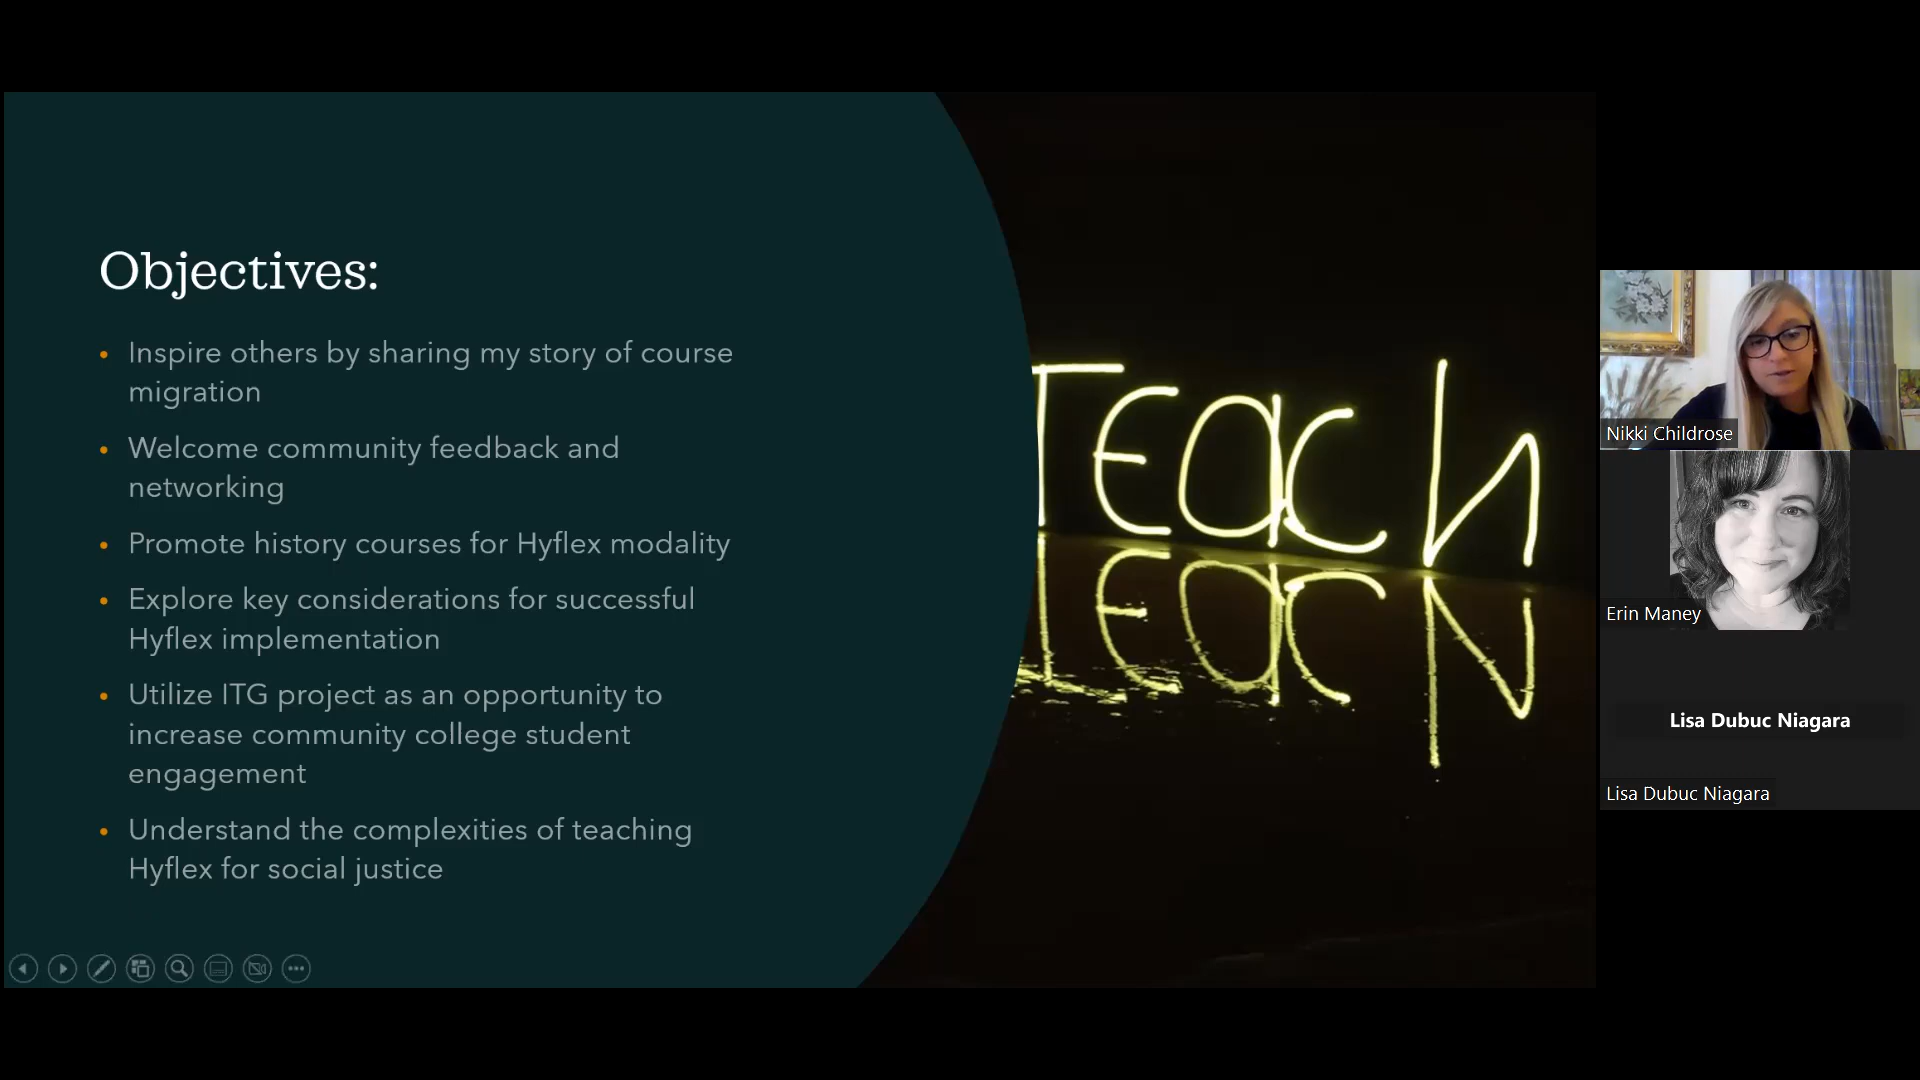 Objectives:
Inspire others by sharing my story of course
migration
Welcome community feedback and
networking
Promote history courses for Hyflex modality
Explore key considerations for successful
Hyflex implementation
Utilize ITG project as an opportunity to
increase community college student
engagement
Understand the complexities of teaching
Hyflex for social justice
Teach
Nikki Childrose
Erin Maney
Lisa Dubuc Niagara
Lisa Dubuc Niagara